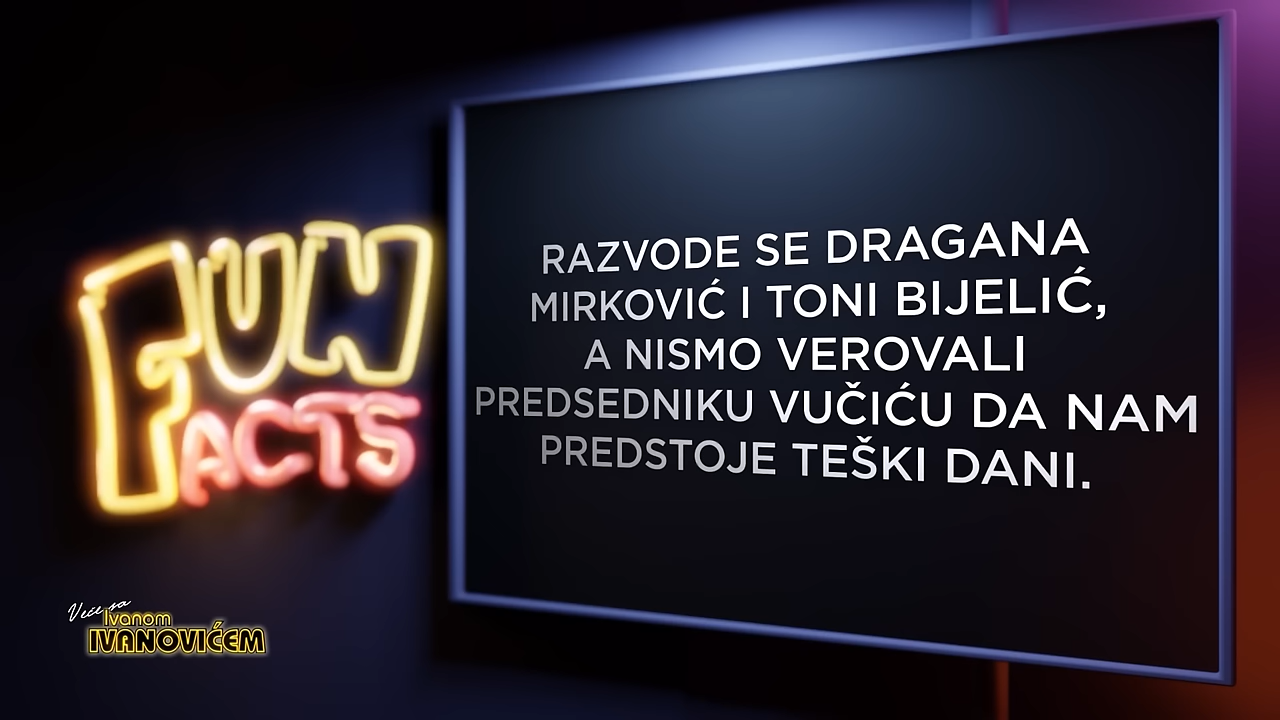 FUN
FACTS
RAZVODE SE DRAGANA
MIRKOVIĆ I TONI BIJELIĆ,
A NISMO VEROVALI
PREDSEDNIKU VUČIĆU DA NAM
PREDSTOJE TEŠKI DANI.
Veče sa
Ivanom
IVANOVIĆEM